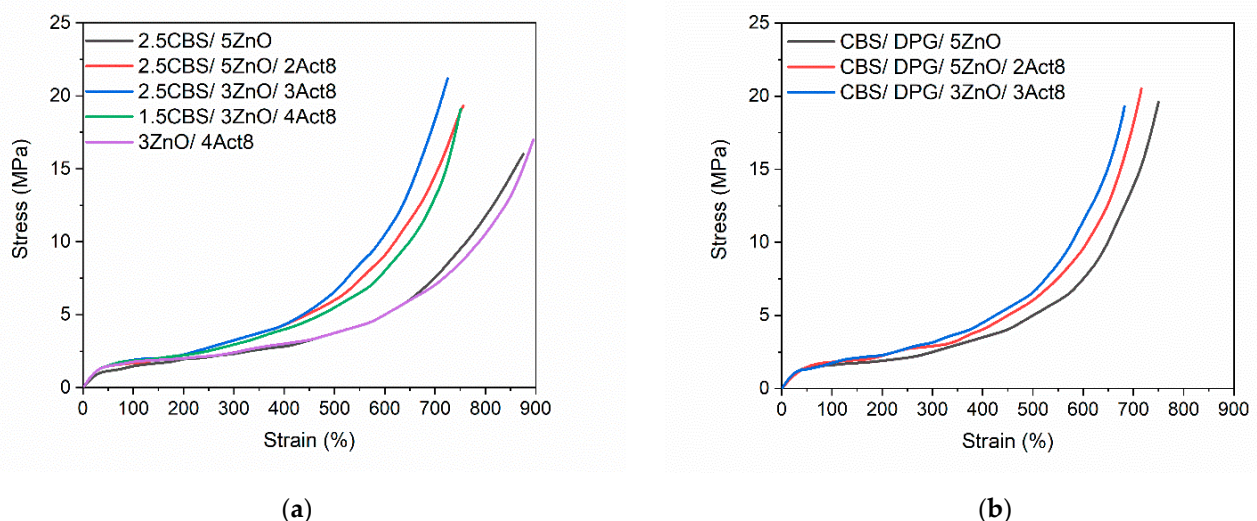 25
20
15
10
5
0
Stress (MPa)
2.5CBS/ 5ZnO
2.5CBS/ 5ZnO/ 2Act8
2.5CBS/ 3ZnO/ 3Act8
1.5CBS/ 3ZnO/ 4Act8
3ZnO/ 4Act8
0 100 200 300 400 500 600 700 800 900
Strain (%)
(a)
25
20
15
10
5
0
Stress (MPa)
CBS/ DPG/ 5ZnO
CBS/ DPG/ 5ZnO/ 2Act8
CBS/ DPG/ 3ZnO/ 3Act8
0 100 200 300 400 500 600 700 800 900
Strain (%)
(b)